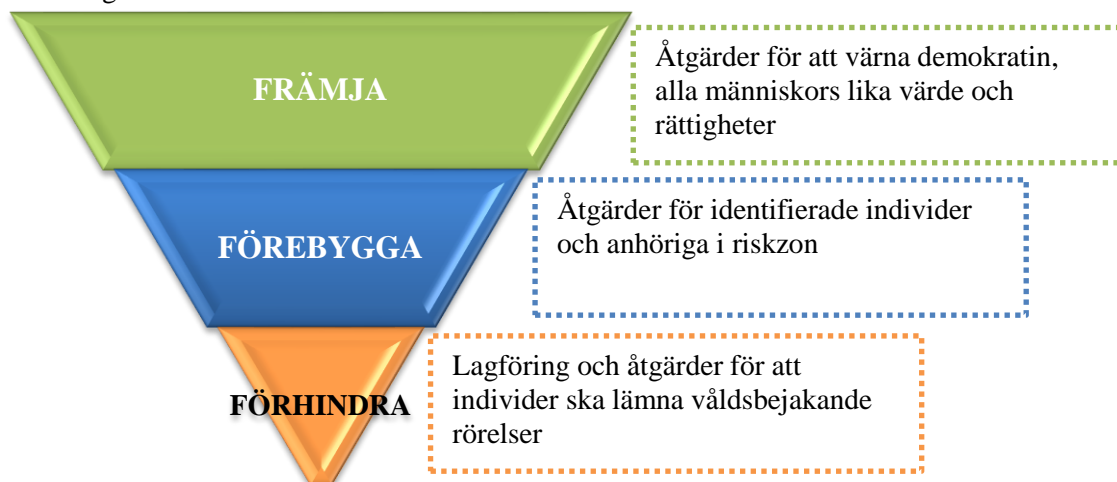 FRÄMJA
Åtgärder för att värna demokratin,
alla människors lika värde och
rättigheter
FÖREBYGGA
Åtgärder för identifierade individer
och anhöriga i riskzon
FÖRHINDRA
Lagföring och åtgärder för att
individer ska lämna våldsbejakande
rörelser